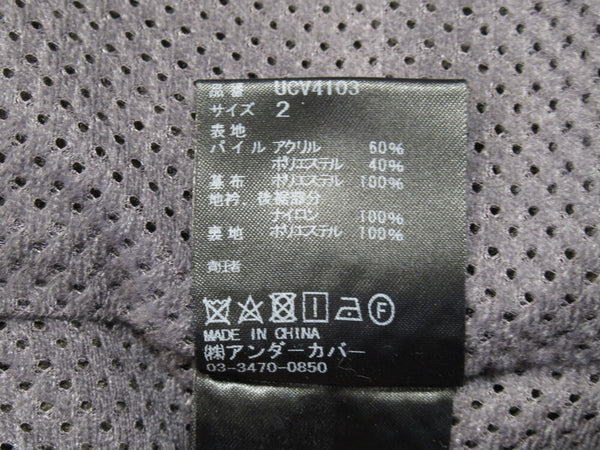 品番 UCV4103
サイズ 2
表地
パイル アクリル 60%
ポリエステル 40%
基布 ポリエステル 100%
地衿、後裾部分
ナイロン 100%
裏地 ポリエステル 100%
F
MADE IN CHINA
㈱アンダーカバー
03-3470-0850